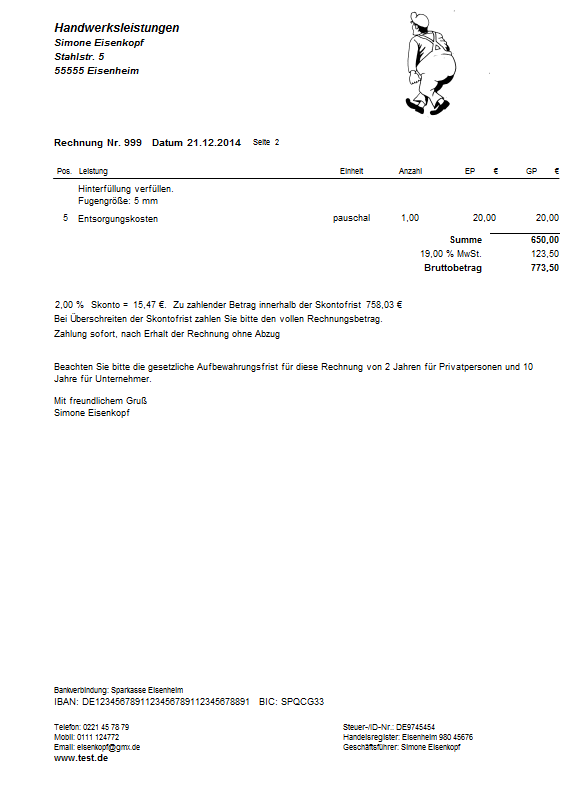 Handwerksleistungen
Simone Eisenkopf
Stahlstr. 5
55555 Eisenheim
Rechnung Nr. 999 Datum 21.12.2014 Seite 2
Pos. Leistung Einheit Anzahl EP € GP €
Hinterfüllung verfüllen.
Fugengröße: 5 mm
5 Entsorgungskosten pauschal 1,00 20,00 20,00
Summe 650,00
19,00 % MwSt. 123,50
Bruttobetrag 773,50
2,00 % Skonto = 15,47 €. Zu zahlender Betrag innerhalb der Skontofrist 758,03 €
Bei Überschreiten der Skontofrist zahlen Sie bitte den vollen Rechnungsbetrag.
Zahlung sofort, nach Erhalt der Rechnung ohne Abzug
Beachten Sie bitte die gesetzliche Aufbewahrungsfrist für diese Rechnung von 2 Jahren für Privatpersonen und 10
Jahre für Unternehmer.
Mit freundlichem Gruß
Simone Eisenkopf
Bankverbindung: Sparkasse Eisenheim
IBAN: DE1234567891123456789112345678891 BIC: SPQCG33
Telefon: 0221 45 78 79 Steuer-/ID-Nr.: DE9745454
Mobil: 0111 124772 Handelsregister: Eisenheim 980 45676
Email: eisenkopf@gmx.de Geschäftsführer: Simone Eisenkopf
www.test.de